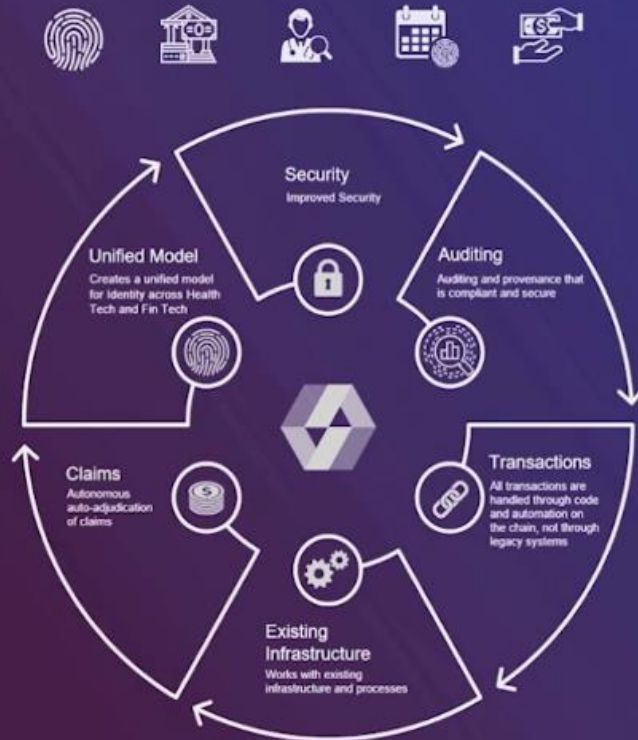 Security
Improved Security
Auditing
Auditing and provenance that
is compliant and secure
Transactions
All transactions are
handled through code
and automation on
the chain, not through
legacy systems
Existing
Infrastructure
Works with existing
infrastructure and processes
Claims
Autonomous
auto-adjudication
of claims
Unified Model
Creates a unified model
for Identity across Health
Tech and Fin Tech